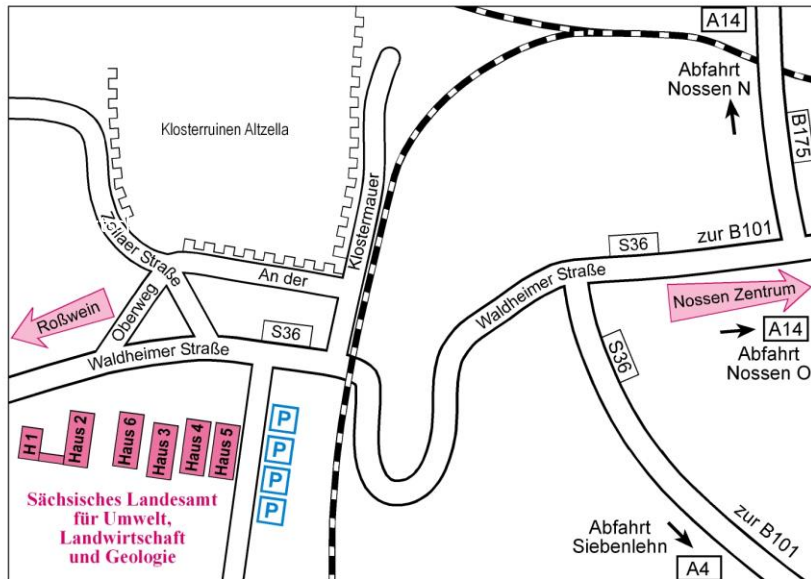 A14
Abfahrt
Nossen N
B175
Klosterruinen Altzella
Zellaer Straße
An der
Klostermauer
Oberweg
Roßwein
Waldheimer Straße
S36
Waldheimer Straße
S36
zur B101
Nossen Zentrum
A14
Abfahrt
Nossen O
S36
H1
Haus 2
Haus 6
Haus 3
Haus 4
Haus 5
P
P
P
P
Sächsisches Landesamt
für Umwelt,
Landwirtschaft
und Geologie
zur B101
Abfahrt
Siebenlehn
A4